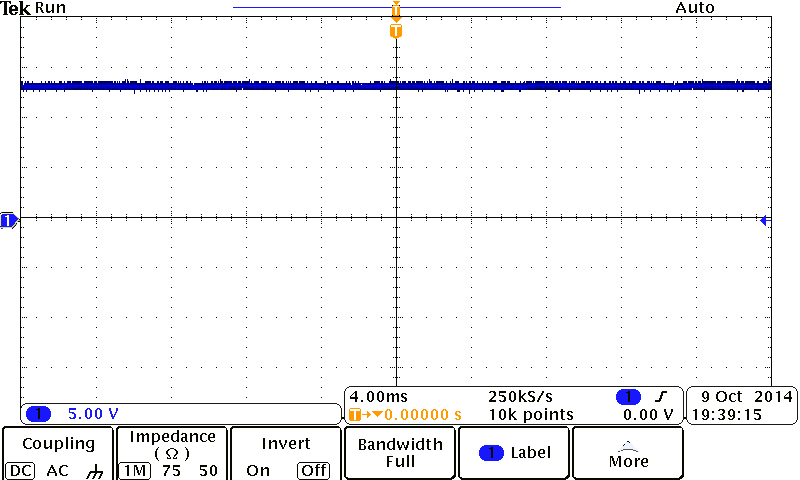 Tek Run Auto
T
T
1
1 5.00 V
4.00ms 250kS/s 1
T 0.00000 s 10k points 0.00 V
9 Oct 2014
19:39:15
Coupling
DC AC
Impedance
( Ω )
1M 75 50
Invert
On Off
Bandwidth
Full
1 Label
More